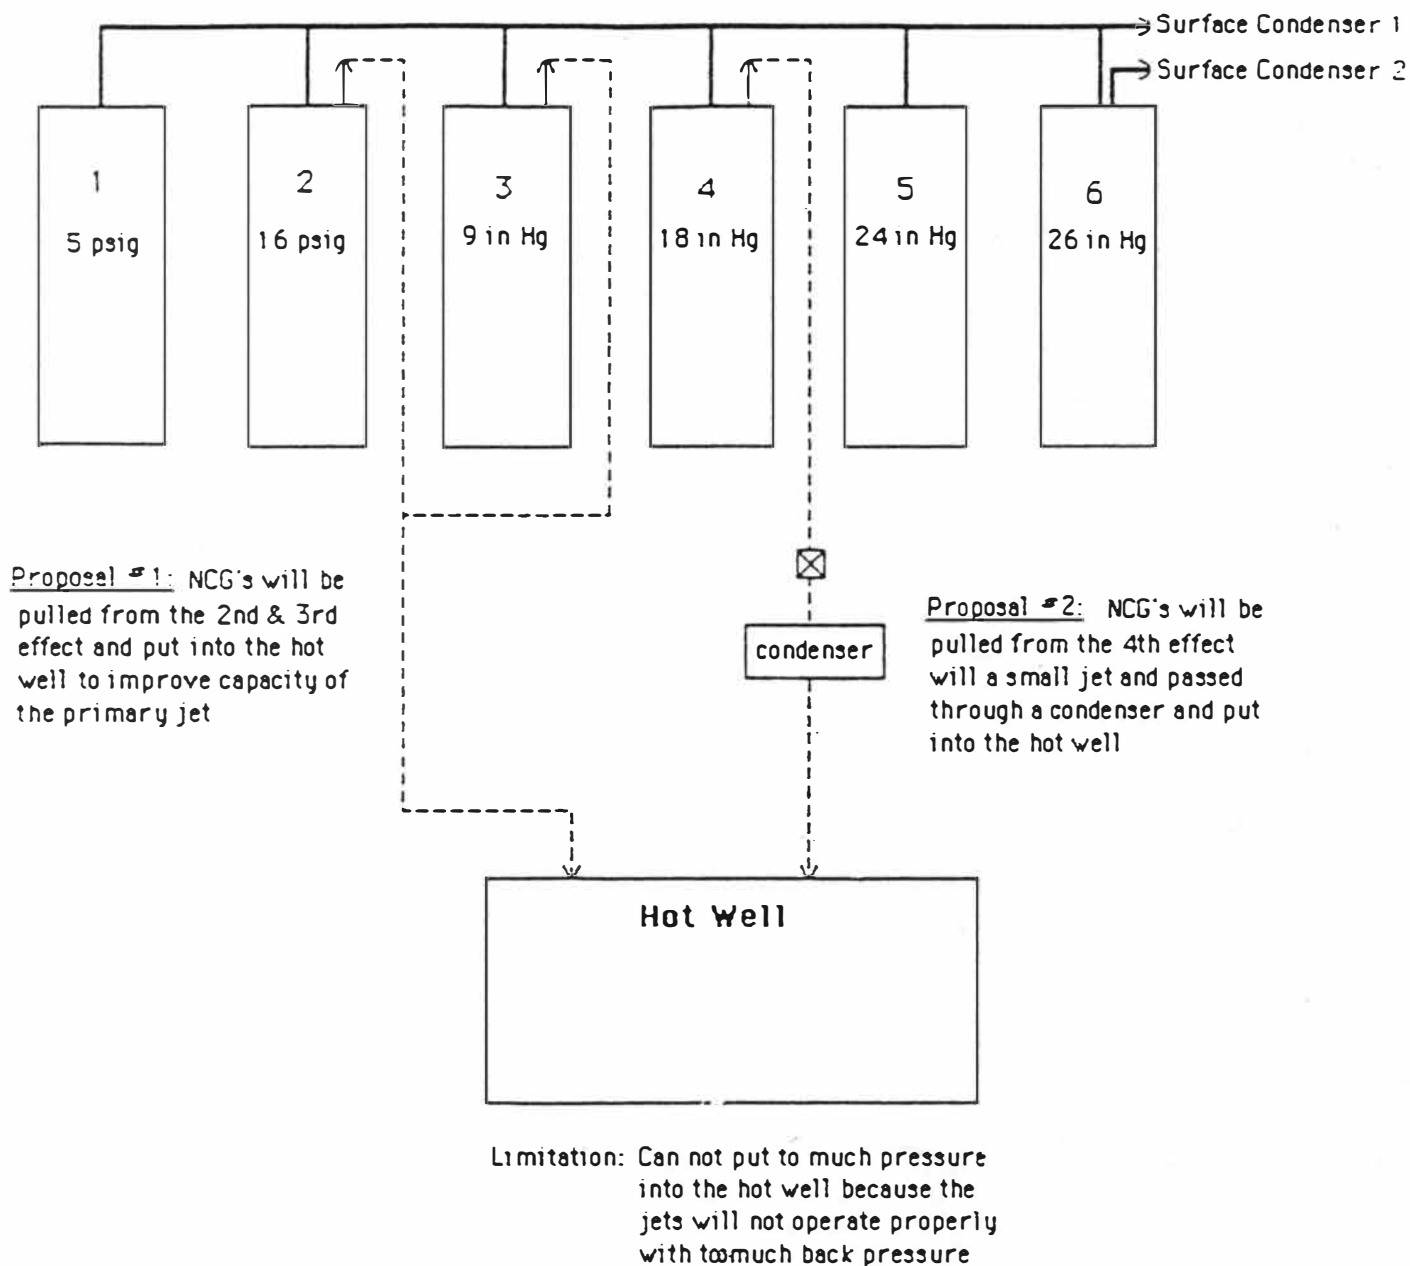 Surface Condenser 1
Surface Condenser 2
1
5 psig
2
16 psig
3
9 in Hg
4
18 in Hg
5
24 in Hg
6
26 in Hg
Proposal #1: NCG's will be
pulled from the 2nd & 3rd
effect and put into the hot
well to improve capacity of
the primary jet
condenser
Proposal #2: NCG's will be
pulled from the 4th effect
will a small jet and passed
through a condenser and put
into the hot well
Hot Well
Limitation: Can not put to much pressure
into the hot well because the
jets will not operate properly
with toomuch back pressure